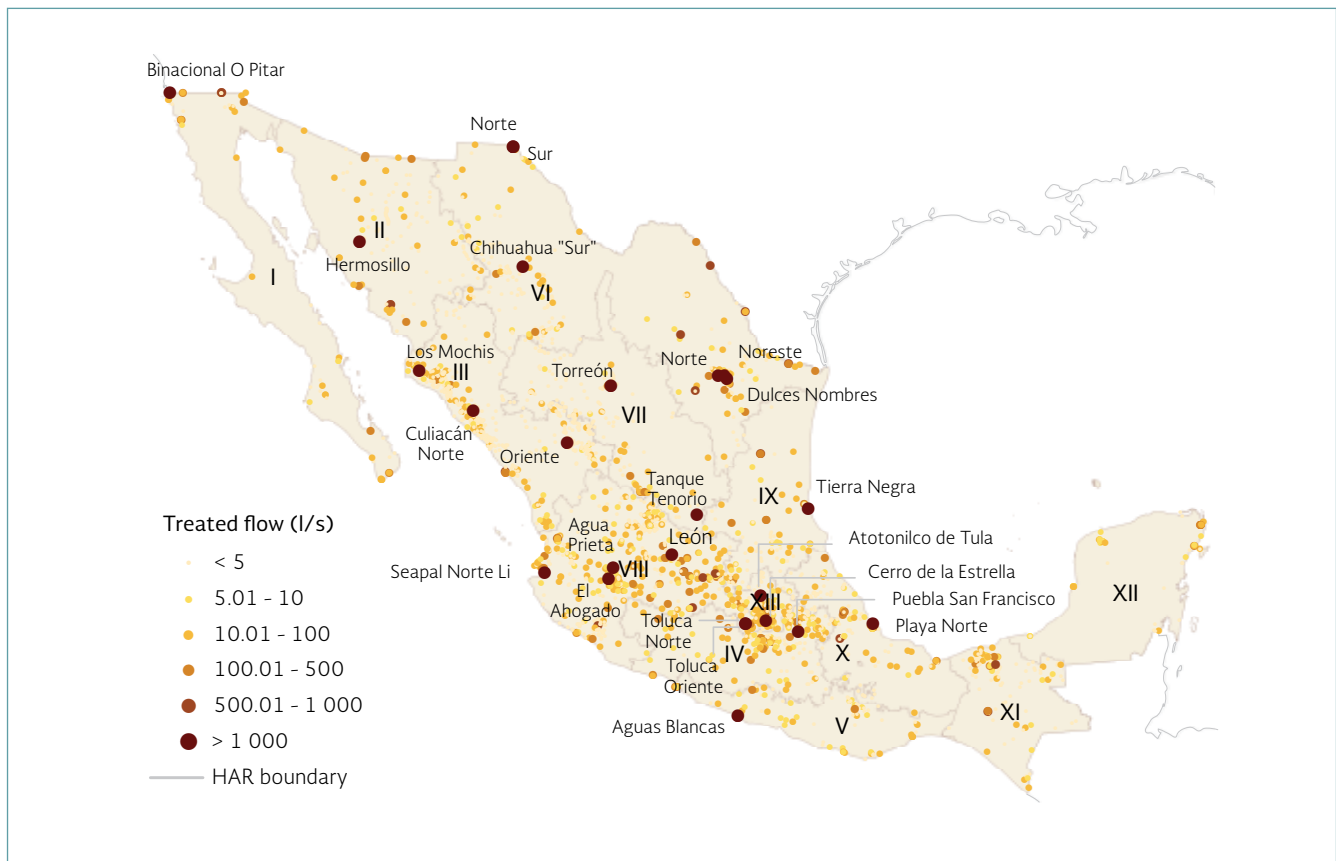 Binacional O Pitar
Norte
Sur
II
Hermosillo
I
Chihuahua "Sur"
VI
Los Mochis
III
Torreón
Norte
Noreste
Dulces Nombres
VII
Culiacán
Norte
Oriente
Tanque
Tenorio
IX
Tierra Negra
Treated flow (l/s)
< 5
5.01 - 10
10.01 - 100
100.01 - 500
500.01 - 1 000
> 1 000
HAR boundary
Agua
Prieta
León
Atotonilco de Tula
Seapal Norte Li
VIII
Cerro de la Estrella
El
Ahogado
XIII
Puebla San Francisco
XII
Toluca
Norte
Playa Norte
IV
X
Toluca
Oriente
Aguas Blancas
V
XI